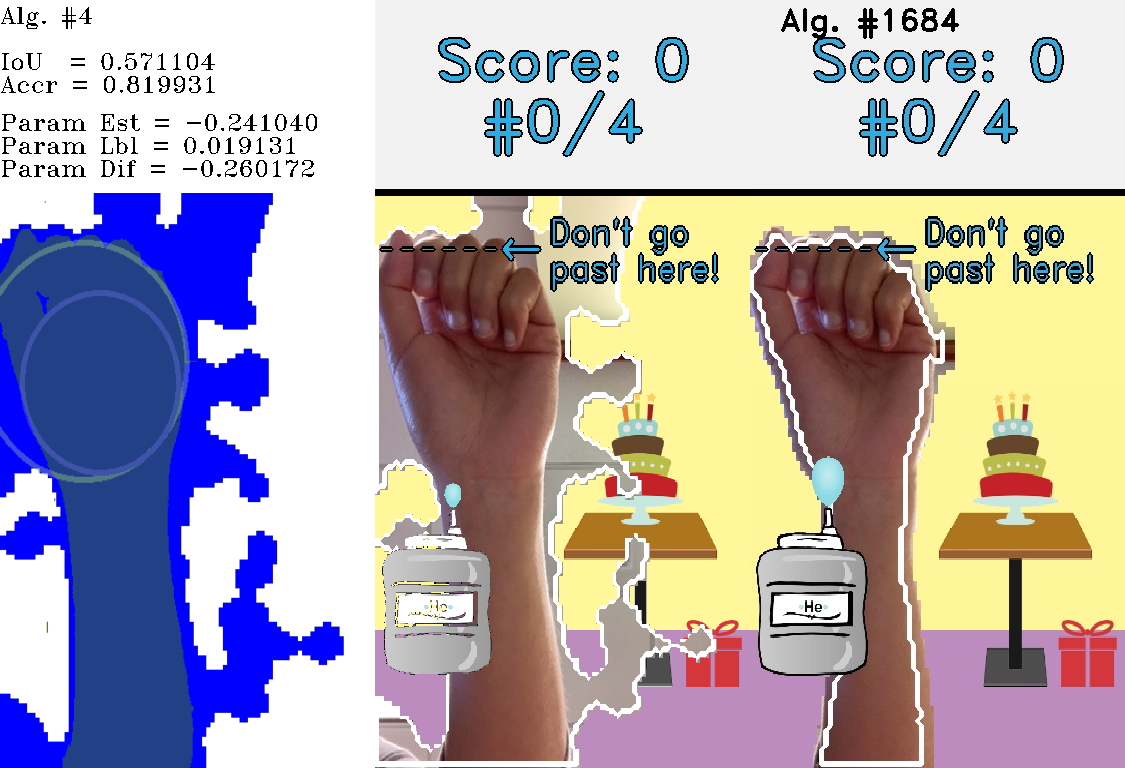 Alg. #4
IoU = 0.571104
Accr = 0.819931
Param Est = -0.241040
Param Lbl = 0.019131
Param Dif = -0.260172
Score: 0
#0/4
Don't go
past here!
He
Alg. #1684
Score: 0
#0/4
Don't go
past here!
He